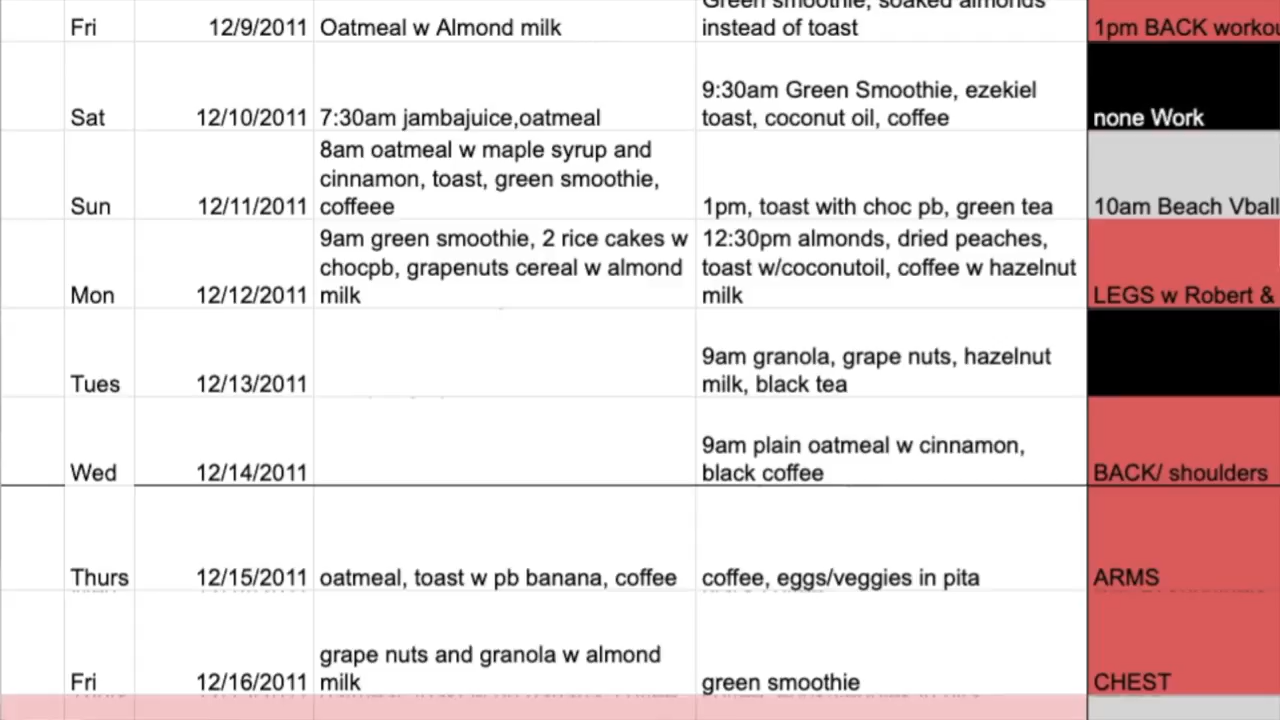 Green smoothie, soaked almonds
Fri 12/9/2011 Oatmeal w Almond milk instead of toast 1pm BACK workou
9:30am Green Smoothie, ezekiel
Sat 12/10/2011 7:30am jambajuice,oatmeal toast, coconut oil, coffee none Work
8am oatmeal w maple syrup and
cinnamon, toast, green smoothie,
Sun 12/11/2011 coffeee 1pm, toast with choc pb, green tea 10am Beach Vball
9am green smoothie, 2 rice cakes w 12:30pm almonds, dried peaches,
chocpb, grapenuts cereal w almond toast w/coconutoil, coffee w hazelnut
Mon 12/12/2011 milk milk LEGS w Robert &
9am granola, grape nuts, hazelnut
Tues 12/13/2011 milk, black tea
9am plain oatmeal w cinnamon,
Wed 12/14/2011 black coffee BACK/ shoulders
Thurs 12/15/2011 oatmeal, toast w pb banana, coffee coffee, eggs/veggies in pita ARMS
grape nuts and granola w almond
Fri 12/16/2011 milk green smoothie CHEST